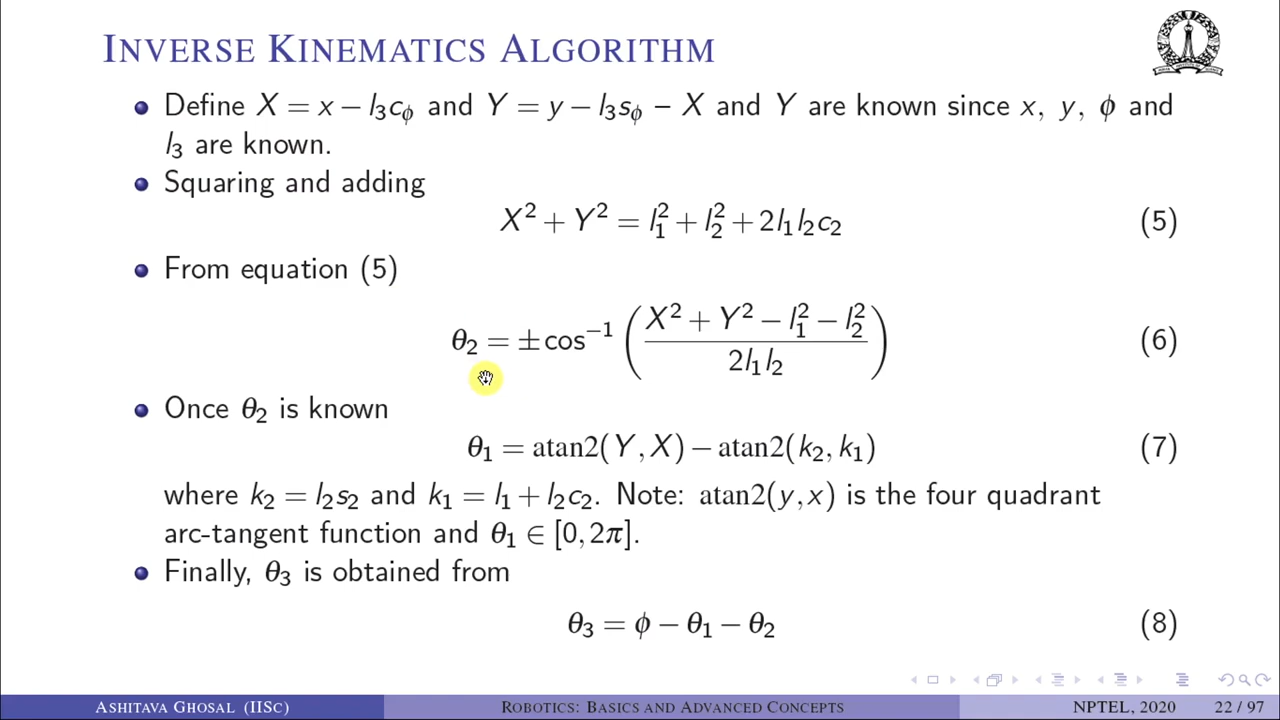 INVERSE KINEMATICS ALGORITHM
Define X = x − l₃c_ϕ and Y = y − l₃s_ϕ – X and Y are known since x, y, ϕ and
l₃ are known.
Squaring and adding
X² + Y² = l₁² + l₂² + 2l₁l₂c₂ (5)
From equation (5)
θ₂ = ± cos⁻¹ ( (X² + Y² − l₁² − l₂²) / (2l₁l₂) ) (6)
Once θ₂ is known
θ₁ = atan2(Y, X) − atan2(k₂, k₁) (7)
where k₂ = l₂s₂ and k₁ = l₁ + l₂c₂. Note: atan2(y, x) is the four quadrant
arc-tangent function and θ₁ ∈ [0, 2π].
Finally, θ₃ is obtained from
θ₃ = ϕ − θ₁ − θ₂ (8)
ASHITAVA GHOSAL (IISC) ROBOTICS: BASICS AND ADVANCED CONCEPTS NPTEL, 2020 22 / 97